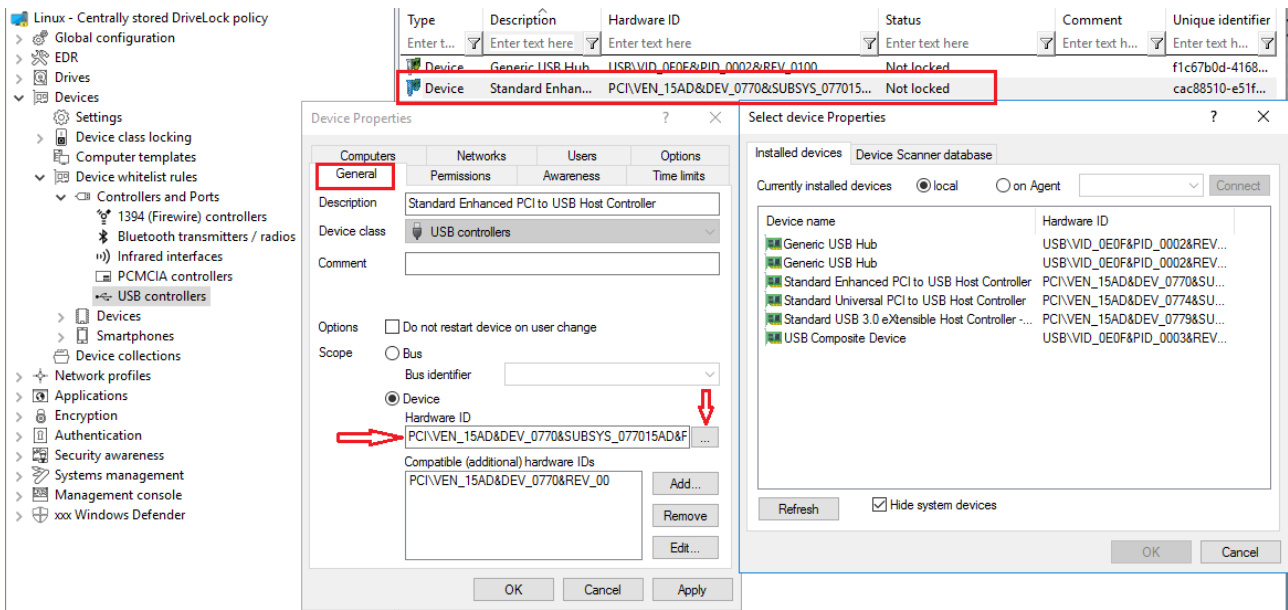 Linux - Centrally stored DriveLock policy
Global configuration
EDR
Drives
Devices
Settings
Device class locking
Computer templates
Device whitelist rules
Controllers and Ports
1394 (Firewire) controllers
Bluetooth transmitters / radios
Infrared interfaces
PCMCIA controllers
USB controllers
Devices
Smartphones
Device collections
Network profiles
Applications
Encryption
Authentication
Security awareness
Systems management
Management console
xxx Windows Defender
Type Description Hardware ID Status Comment Unique identifier
Enter t... Enter text here Enter text here Enter text here Enter text h... Enter text h...
Device Generic USB Hub USB\VID_0E0F&PID_0002&REV_0100 Not locked f1c67b0d-4168...
Device Standard Enhan... PCI\VEN_15AD&DEV_0770&SUBSYS_077015... Not locked cac88510-e51f...
Device Properties ? ×
Computers Networks Users Options
General Permissions Awareness Time limits
Description Standard Enhanced PCI to USB Host Controller
Device class USB controllers
Comment
Options Do not restart device on user change
Scope Bus
Bus identifier
Device
Hardware ID
PCI\VEN_15AD&DEV_0770&SUBSYS_077015AD&F ...
Compatible (additional) hardware IDs
PCI\VEN_15AD&DEV_0770&REV_00
Add...
Remove
Edit...
OK Cancel Apply
Select device Properties ? ×
Installed devices Device Scanner database
Currently installed devices local on Agent Connect
Device name Hardware ID
Generic USB Hub USB\VID_0E0F&PID_0002&REV...
Generic USB Hub USB\VID_0E0F&PID_0002&REV...
Standard Enhanced PCI to USB Host Controller PCI\VEN_15AD&DEV_0770&SU...
Standard Universal PCI to USB Host Controller PCI\VEN_15AD&DEV_0774&SU...
Standard USB 3.0 eXtensible Host Controller -... PCI\VEN_15AD&DEV_0779&SU...
USB Composite Device USB\VID_0E0F&PID_0003&REV...
Refresh Hide system devices
OK Cancel